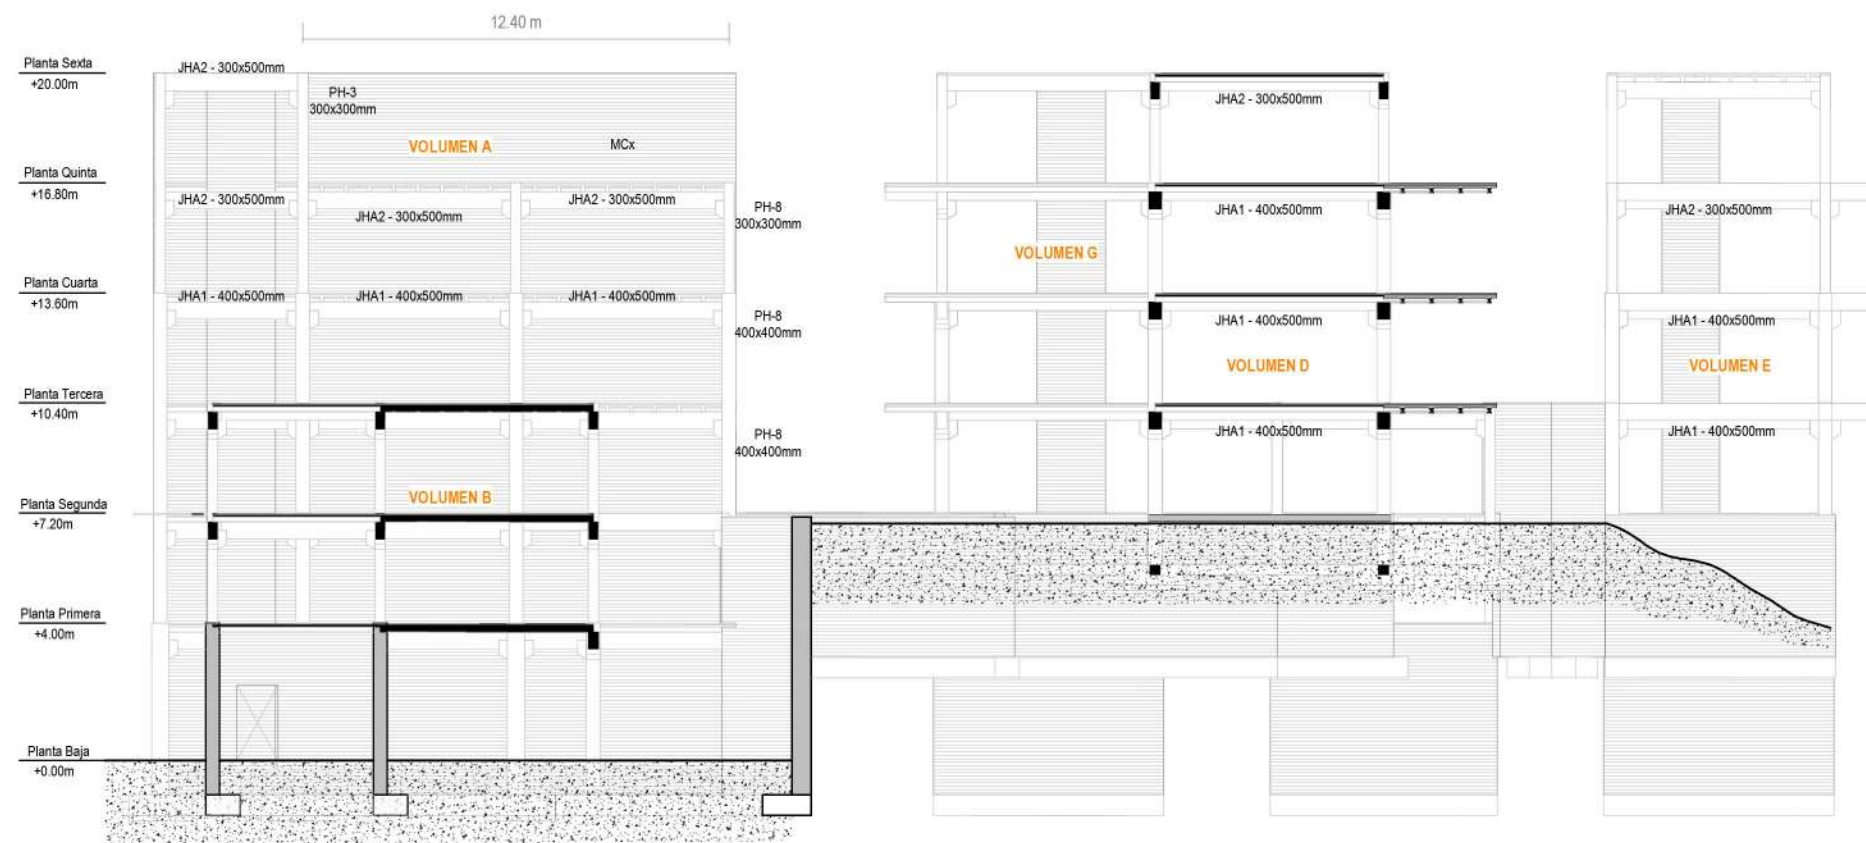 12.40 m
Planta Sexta
+20.00m
JHA2 - 300x500mm
PH-3
300x300mm
JHA2 - 300x500mm
VOLUMEN A
MCx
Planta Quinta
+16.80m
JHA2 - 300x500mm
JHA2 - 300x500mm
JHA2 - 300x500mm
PH-8
300x300mm
JHA1 - 400x500mm
JHA2 - 300x500mm
VOLUMEN G
Planta Cuarta
+13.60m
JHA1 - 400x500mm
JHA1 - 400x500mm
JHA1 - 400x500mm
PH-8
400x400mm
JHA1 - 400x500mm
JHA1 - 400x500mm
VOLUMEN D
VOLUMEN E
Planta Tercera
+10.40m
PH-8
400x400mm
JHA1 - 400x500mm
JHA1 - 400x500mm
VOLUMEN B
Planta Segunda
+7.20m
Planta Primera
+4.00m
Planta Baja
+0.00m